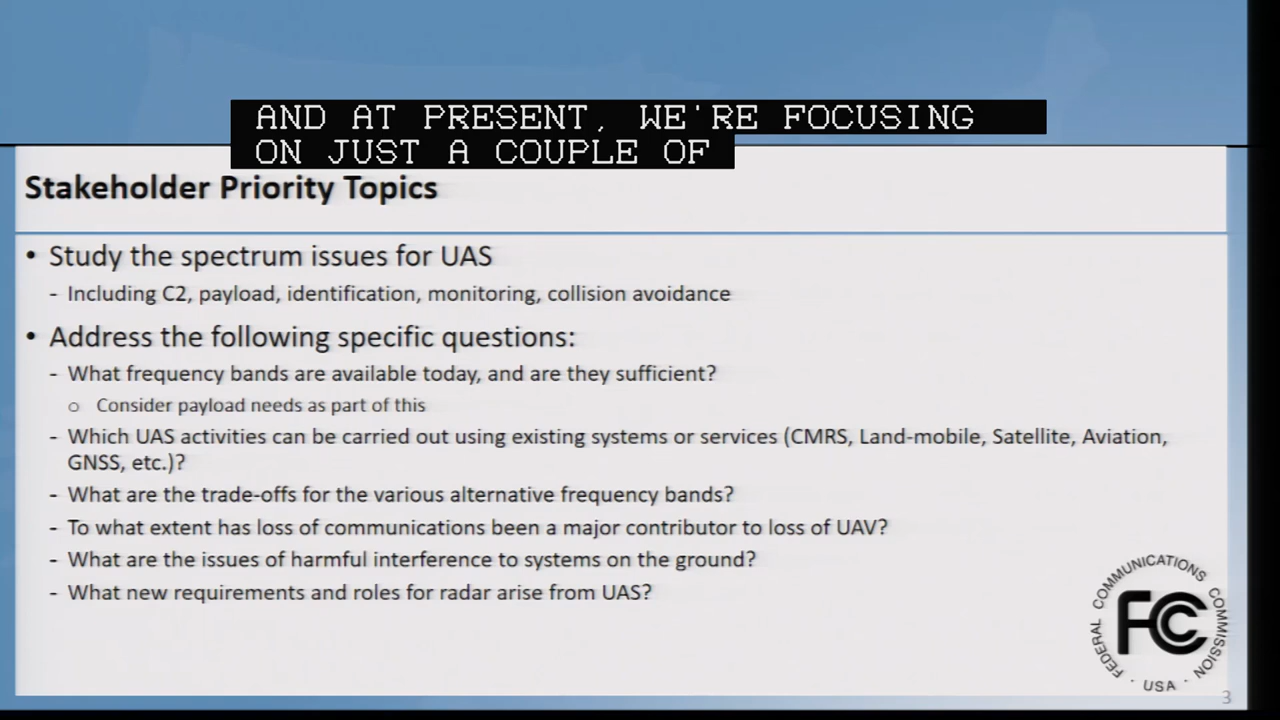 AND AT PRESENT, WE'RE FOCUSING
ON JUST A COUPLE OF
Stakeholder Priority Topics
• Study the spectrum issues for UAS
- Including C2, payload, identification, monitoring, collision avoidance
• Address the following specific questions:
- What frequency bands are available today, and are they sufficient?
o Consider payload needs as part of this
- Which UAS activities can be carried out using existing systems or services (CMRS, Land-mobile, Satellite, Aviation,
GNSS, etc.)?
- What are the trade-offs for the various alternative frequency bands?
- To what extent has loss of communications been a major contributor to loss of UAV?
- What are the issues of harmful interference to systems on the ground?
- What new requirements and roles for radar arise from UAS?
FEDERAL COMMUNICATIONS COMMISSION
FCC
· USA ·
3